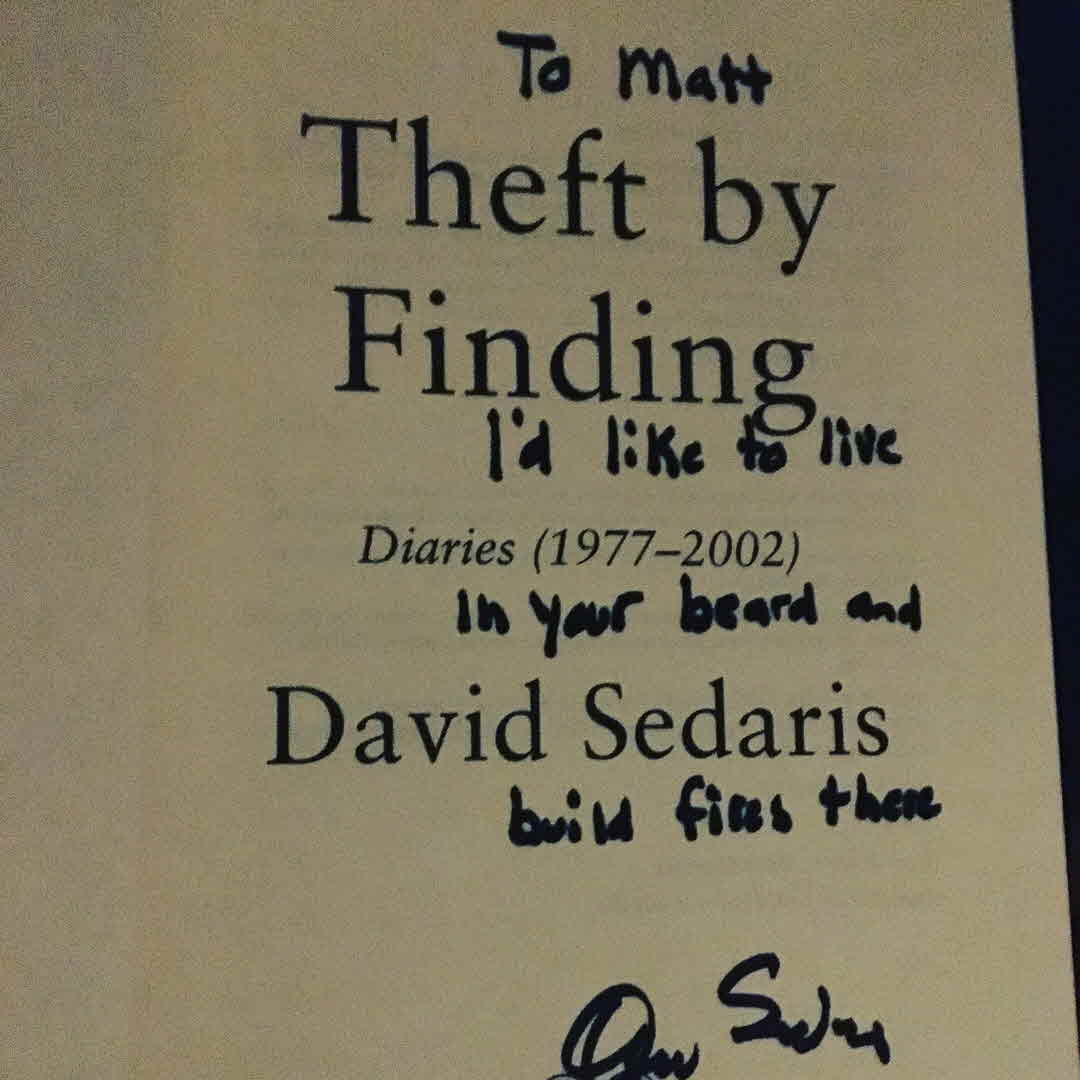 To Matt
Theft by
Finding
I'd like to live
Diaries (1977–2002)
in your beard and
David Sedaris
build fires there